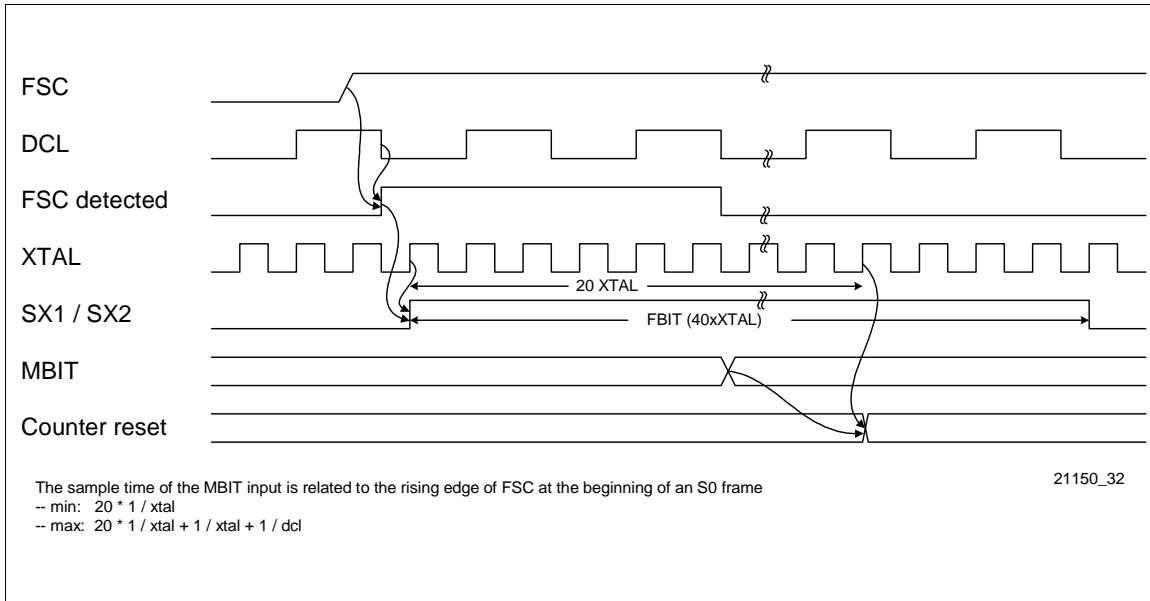 FSC
DCL
FSC detected
XTAL
20 XTAL
SX1 / SX2
FBIT (40xXTAL)
MBIT
Counter reset
21150_32
The sample time of the MBIT input is related to the rising edge of FSC at the beginning of an S0 frame
-- min: 20 * 1 / xtal
-- max: 20 * 1 / xtal + 1 / xtal + 1 / dcl